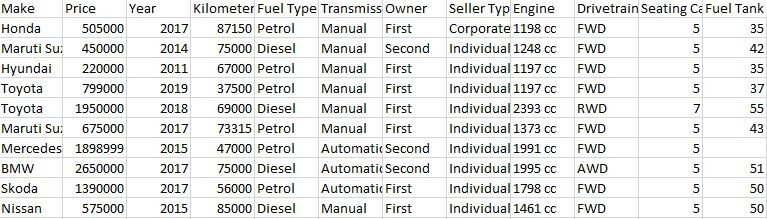 Make Price Year Kilometer Fuel Type Transmiss Owner Seller Typ Engine Drivetrain Seating Ca Fuel Tank
Honda 505000 2017 87150 Petrol Manual First Corporate 1198 cc FWD 5 35
Maruti Suz 450000 2014 75000 Diesel Manual Second Individual 1248 cc FWD 5 42
Hyundai 220000 2011 67000 Petrol Manual First Individual 1197 cc FWD 5 35
Toyota 799000 2019 37500 Petrol Manual First Individual 1197 cc FWD 5 37
Toyota 1950000 2018 69000 Diesel Manual First Individual 2393 cc RWD 7 55
Maruti Suz 675000 2017 73315 Petrol Manual First Individual 1373 cc FWD 5 43
Mercedes 1898999 2015 47000 Petrol Automatic Second Individual 1991 cc FWD 5
BMW 2650000 2017 75000 Diesel Automatic Second Individual 1995 cc AWD 5 51
Skoda 1390000 2017 56000 Petrol Automatic First Individual 1798 cc FWD 5 50
Nissan 575000 2015 85000 Diesel Manual First Individual 1461 cc FWD 5 50